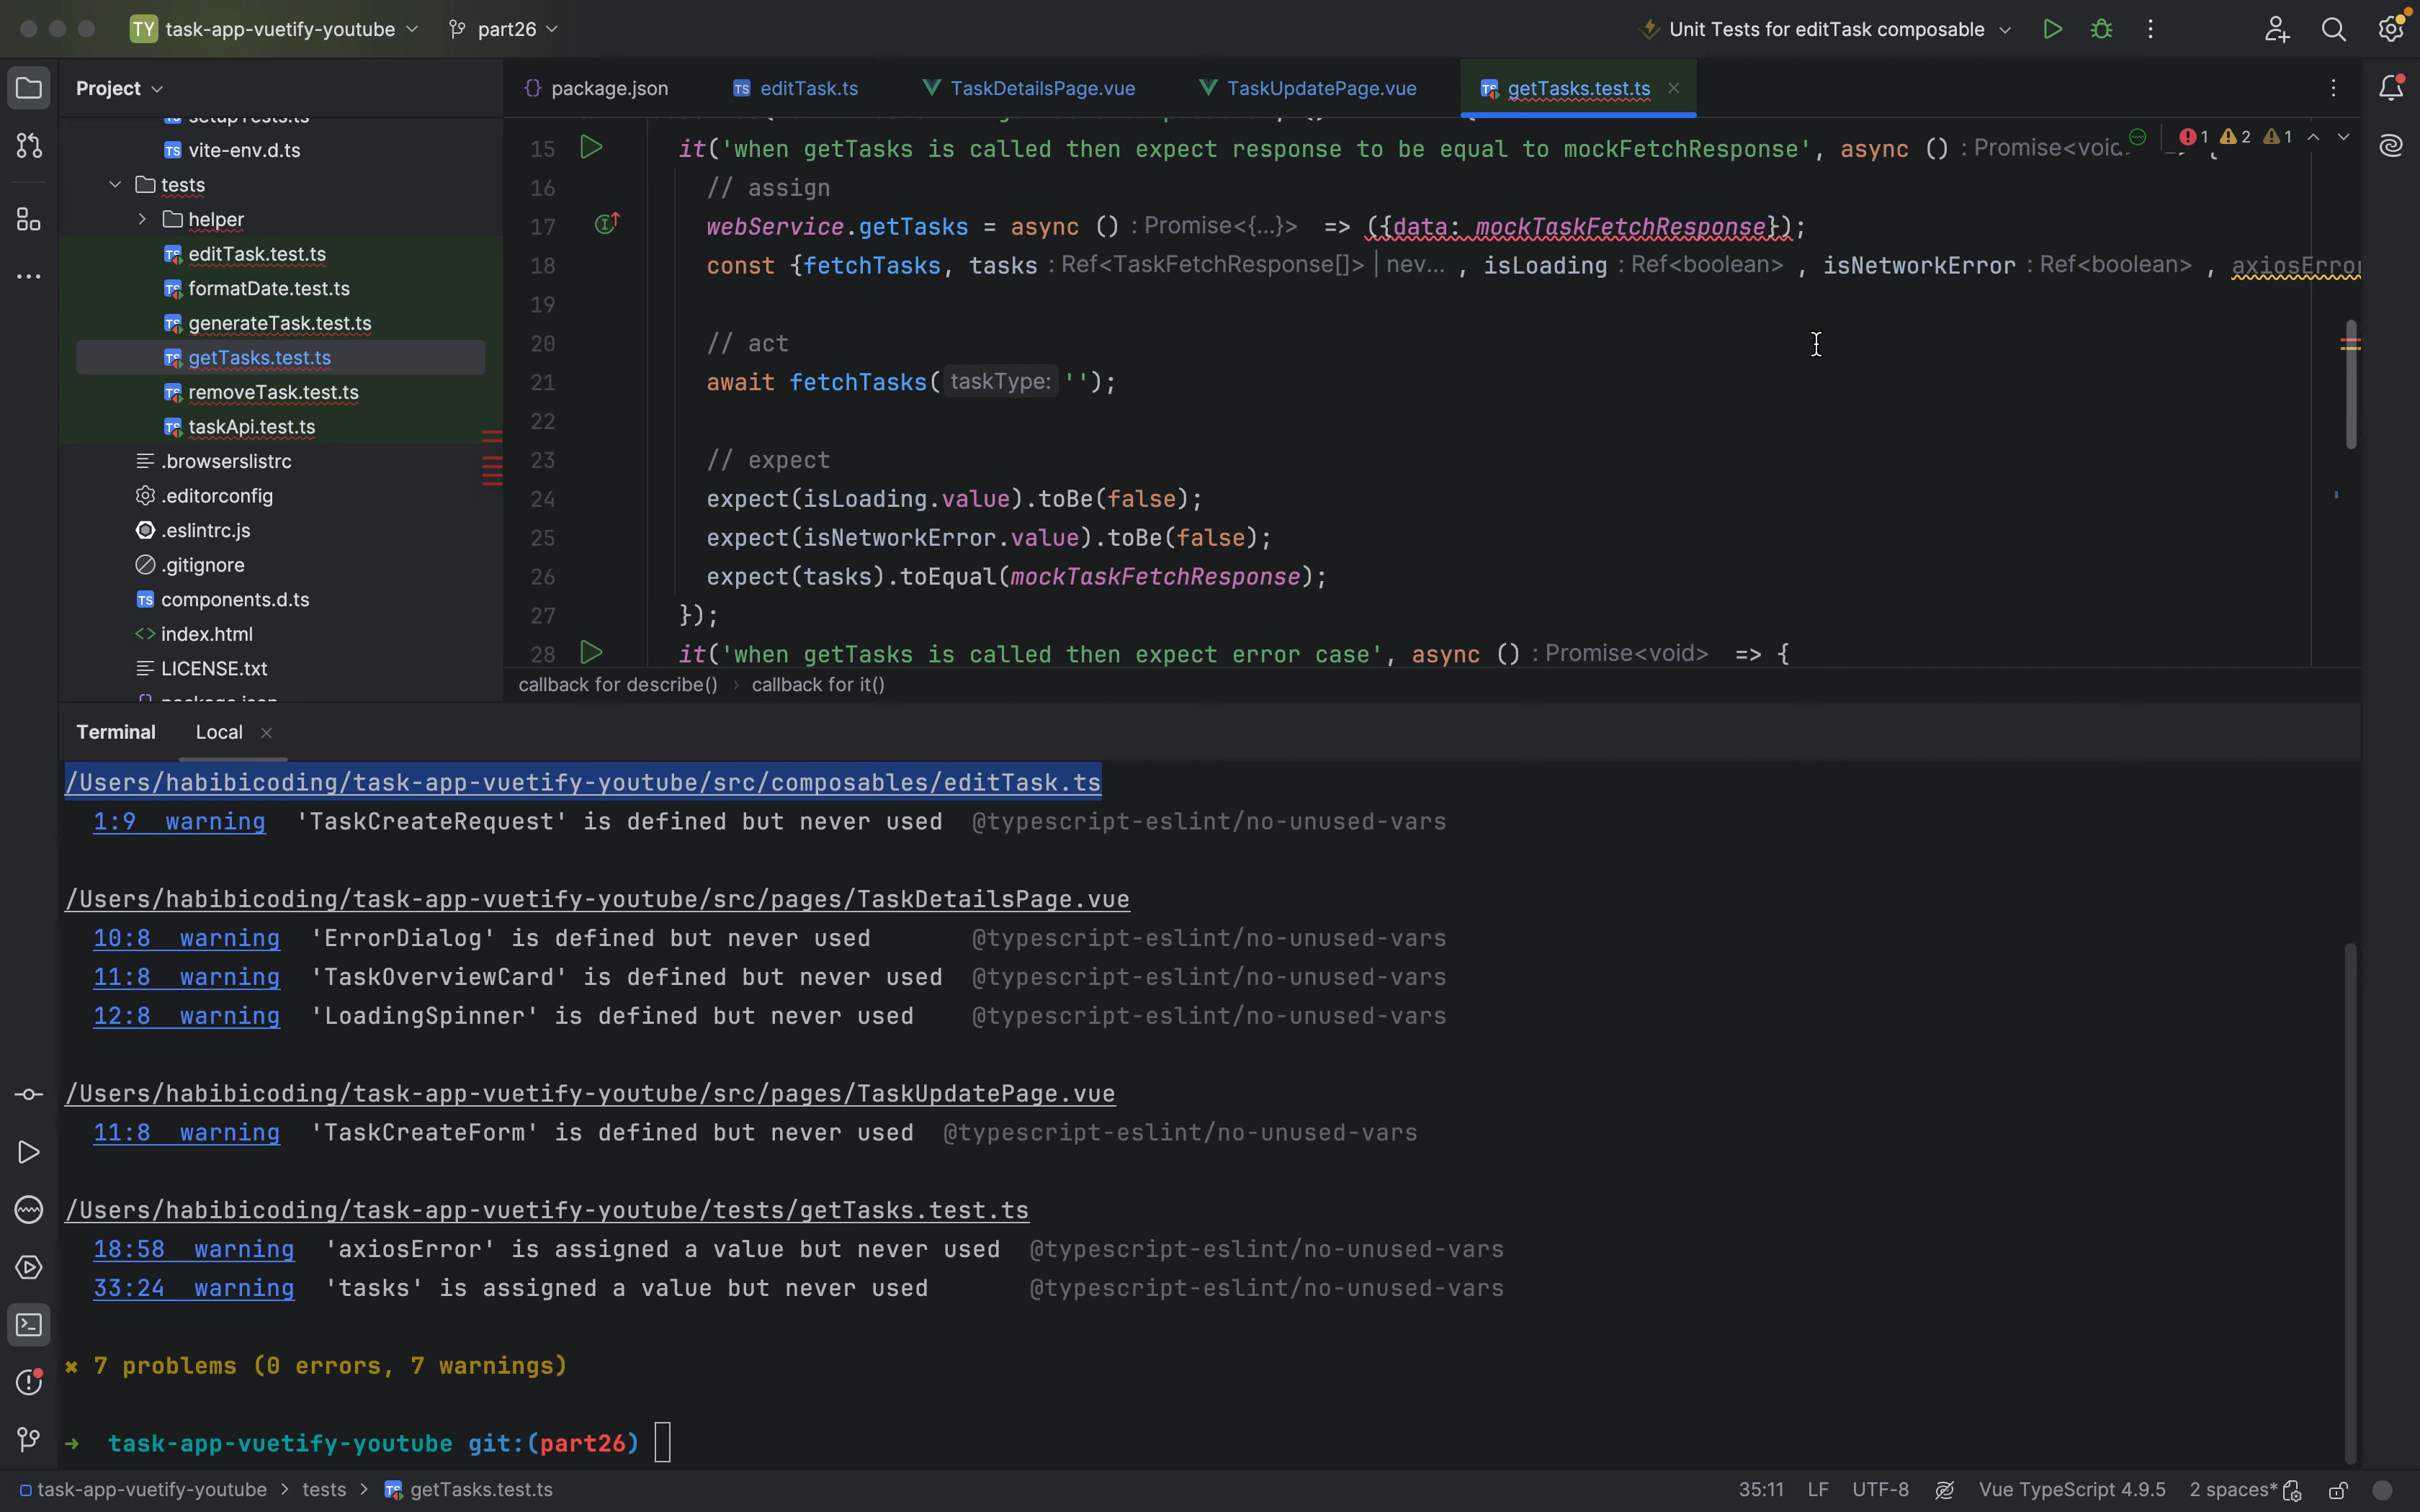 TY task-app-vuetify-youtube part26 Unit Tests for editTask composable
Project
package.json editTask.ts TaskDetailsPage.vue TaskUpdatePage.vue getTasks.test.ts
setupTests.ts
vite-env.d.ts
tests
helper
editTask.test.ts
formatDate.test.ts
generateTask.test.ts
getTasks.test.ts
removeTask.test.ts
taskApi.test.ts
.browserslistrc
.editorconfig
.eslintrc.js
.gitignore
components.d.ts
index.html
LICENSE.txt
package.json
1 2 1
15 it('when getTasks is called then expect response to be equal to mockFetchResponse', async () : Promise<void
16 // assign
17 webService.getTasks = async () : Promise<{...}> => ({data: mockTaskFetchResponse});
18 const {fetchTasks, tasks : Ref<TaskFetchResponse[]> | nev... , isLoading : Ref<boolean> , isNetworkError : Ref<boolean> , axiosError
19
20 // act
21 await fetchTasks( taskType: '');
22
23 // expect
24 expect(isLoading.value).toBe(false);
25 expect(isNetworkError.value).toBe(false);
26 expect(tasks).toEqual(mockTaskFetchResponse);
27 });
28 it('when getTasks is called then expect error case', async () : Promise<void> => {
callback for describe() › callback for it()
Terminal Local
/Users/habibicoding/task-app-vuetify-youtube/src/composables/editTask.ts
1:9 warning 'TaskCreateRequest' is defined but never used @typescript-eslint/no-unused-vars
/Users/habibicoding/task-app-vuetify-youtube/src/pages/TaskDetailsPage.vue
10:8 warning 'ErrorDialog' is defined but never used @typescript-eslint/no-unused-vars
11:8 warning 'TaskOverviewCard' is defined but never used @typescript-eslint/no-unused-vars
12:8 warning 'LoadingSpinner' is defined but never used @typescript-eslint/no-unused-vars
/Users/habibicoding/task-app-vuetify-youtube/src/pages/TaskUpdatePage.vue
11:8 warning 'TaskCreateForm' is defined but never used @typescript-eslint/no-unused-vars
/Users/habibicoding/task-app-vuetify-youtube/tests/getTasks.test.ts
18:58 warning 'axiosError' is assigned a value but never used @typescript-eslint/no-unused-vars
33:24 warning 'tasks' is assigned a value but never used @typescript-eslint/no-unused-vars
✖ 7 problems (0 errors, 7 warnings)
→ task-app-vuetify-youtube git:(part26)
task-app-vuetify-youtube > tests > getTasks.test.ts 35:11 LF UTF-8 Vue TypeScript 4.9.5 2 spaces*